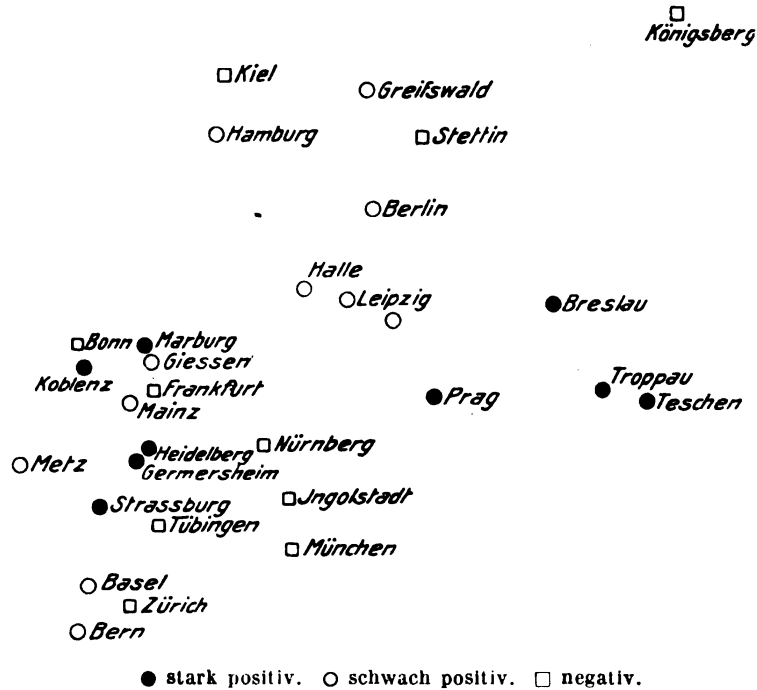 Königsberg
Kiel
Greifswald
Hamburg
Stettin
Berlin
Halle
Leipzig
Breslau
Bonn
Marburg
Giessen
Koblenz
Frankfurt
Mainz
Prag
Troppau
Teschen
Heidelberg
Nürnberg
Metz
Germersheim
Strassburg
Jngolstadt
Tübingen
München
Basel
Zürich
Bern
stark positiv. schwach positiv. negativ.